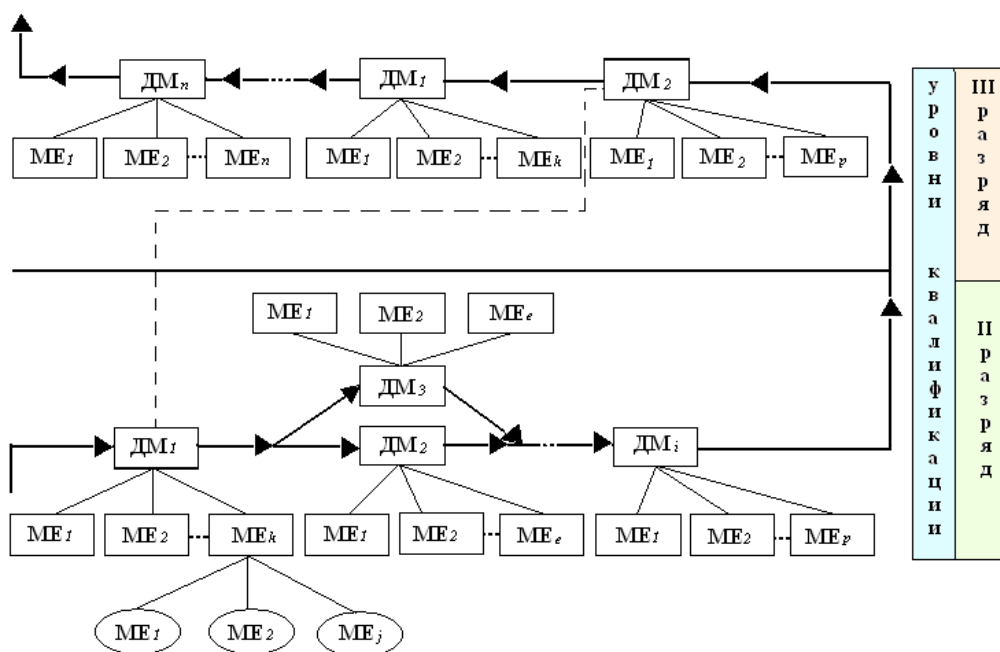 ДМn ДМ1 ДМ2
МЕ1 МЕ2 МЕn МЕ1 МЕ2 МЕk МЕ1 МЕ2 МЕp
МЕ1 МЕ2 МЕe
ДМ3
ДМ1 ДМ2 ДМi
МЕ1 МЕ2 МЕk МЕ1 МЕ2 МЕe МЕ1 МЕ2 МЕp
МЕ1 МЕ2 МЕj
уровни квалификации
III разряд
II разряд